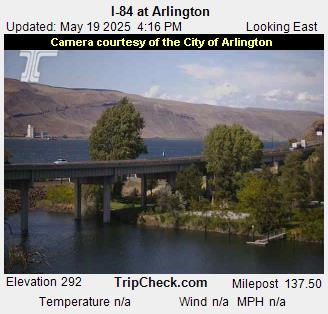 I-84 at Arlington
Updated: May 19 2025 4:16 PM Looking East
Camera courtesy of the City of Arlington
Elevation 292 TripCheck.com Milepost 137.50
Temperature n/a Wind n/a MPH n/a